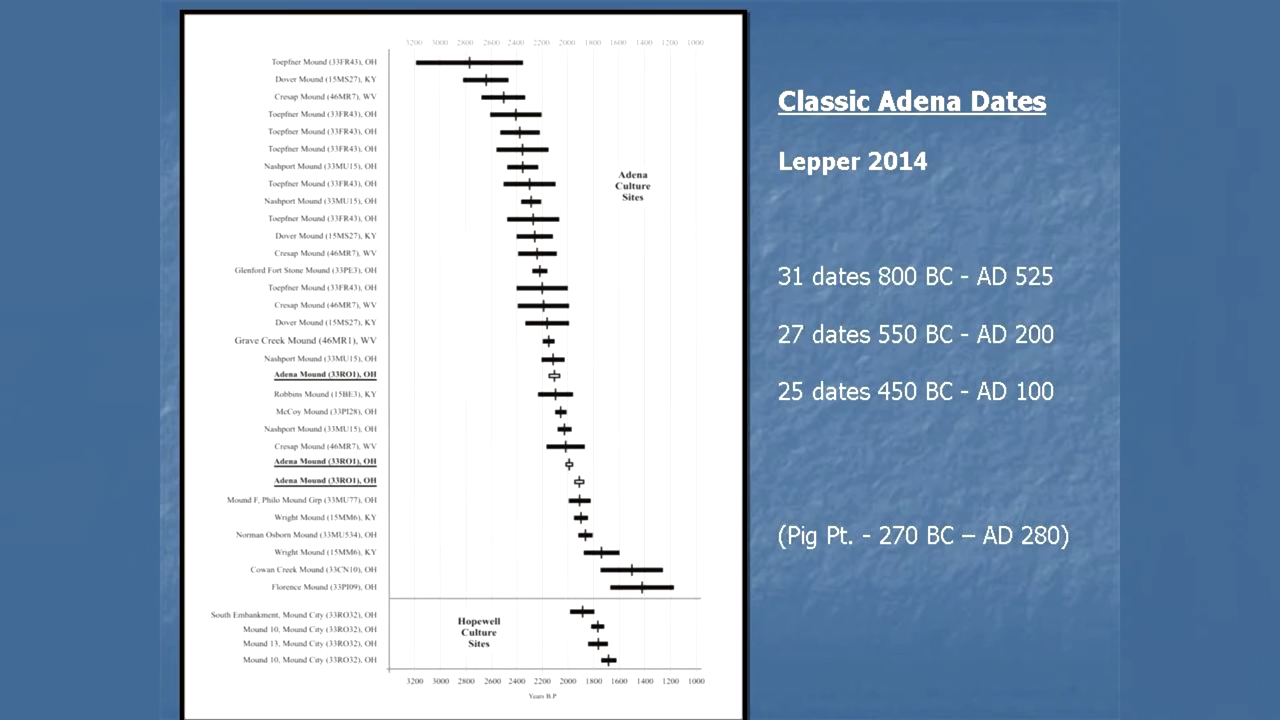 3200 3000 2800 2600 2400 2200 2000 1800 1600 1400 1200 1000
Toepfner Mound (33FR43), OH
Dover Mound (15MS27), KY
Cresap Mound (46MR7), WV
Toepfner Mound (33FR43), OH
Toepfner Mound (33FR43), OH
Toepfner Mound (33FR43), OH
Nashport Mound (33MU15), OH
Toepfner Mound (33FR43), OH
Nashport Mound (33MU15), OH
Toepfner Mound (33FR43), OH
Dover Mound (15MS27), KY
Cresap Mound (46MR7), WV
Glenford Fort Stone Mound (33PE3), OH
Toepfner Mound (33FR43), OH
Cresap Mound (46MR7), WV
Dover Mound (15MS27), KY
Grave Creek Mound (46MR1), WV
Nashport Mound (33MU15), OH
Adena Mound (33RO1), OH
Robbins Mound (15BE3), KY
McCoy Mound (33PI28), OH
Nashport Mound (33MU15), OH
Cresap Mound (46MR7), WV
Adena Mound (33RO1), OH
Adena Mound (33RO1), OH
Mound F, Philo Mound Grp (33MU77), OH
Wright Mound (15MM6), KY
Norman Osborn Mound (33MU534), OH
Wright Mound (15MM6), KY
Cowan Creek Mound (33CN10), OH
Florence Mound (33PI09), OH
Adena
Culture
Sites
South Embankment, Mound City (33RO32), OH
Mound 10, Mound City (33RO32), OH
Mound 13, Mound City (33RO32), OH
Mound 10, Mound City (33RO32), OH
Hopewell
Culture
Sites
3200 3000 2800 2600 2400 2200 2000 1800 1600 1400 1200 1000
Years B.P
Classic Adena Dates
Lepper 2014
31 dates 800 BC - AD 525
27 dates 550 BC - AD 200
25 dates 450 BC - AD 100
(Pig Pt. - 270 BC – AD 280)